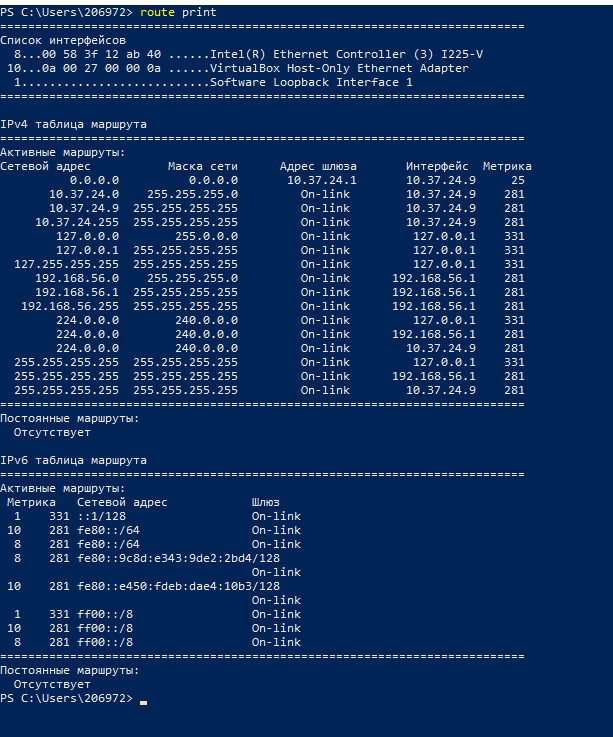 PS C:\Users\206972> route print
===========================================================================
Список интерфейсов
  8...00 58 3f 12 ab 40 ......Intel(R) Ethernet Controller (3) I225-V
 10...0a 00 27 00 00 0a ......VirtualBox Host-Only Ethernet Adapter
  1...........................Software Loopback Interface 1
===========================================================================
IPv4 таблица маршрута
===========================================================================
Активные маршруты:
Сетевой адрес           Маска сети      Адрес шлюза       Интерфейс  Метрика
          0.0.0.0          0.0.0.0       10.37.24.1       10.37.24.9     25
       10.37.24.0    255.255.255.0         On-link        10.37.24.9    281
       10.37.24.9  255.255.255.255         On-link        10.37.24.9    281
     10.37.24.255  255.255.255.255         On-link        10.37.24.9    281
        127.0.0.0        255.0.0.0         On-link         127.0.0.1    331
        127.0.0.1  255.255.255.255         On-link         127.0.0.1    331
  127.255.255.255  255.255.255.255         On-link         127.0.0.1    331
     192.168.56.0    255.255.255.0         On-link      192.168.56.1    281
     192.168.56.1  255.255.255.255         On-link      192.168.56.1    281
   192.168.56.255  255.255.255.255         On-link      192.168.56.1    281
        224.0.0.0        240.0.0.0         On-link         127.0.0.1    331
        224.0.0.0        240.0.0.0         On-link      192.168.56.1    281
        224.0.0.0        240.0.0.0         On-link        10.37.24.9    281
  255.255.255.255  255.255.255.255         On-link         127.0.0.1    331
  255.255.255.255  255.255.255.255         On-link      192.168.56.1    281
  255.255.255.255  255.255.255.255         On-link        10.37.24.9    281
===========================================================================
Постоянные маршруты:
  Отсутствует
IPv6 таблица маршрута
===========================================================================
Активные маршруты:
 Метрика   Сетевой адрес            Шлюз
  1    331 ::1/128                  On-link
 10    281 fe80::/64                On-link
  8    281 fe80::/64                On-link
  8    281 fe80::9c8d:e343:9de2:2bd4/128
                                    On-link
 10    281 fe80::e450:fdeb:dae4:10b3/128
                                    On-link
  1    331 ff00::/8                 On-link
 10    281 ff00::/8                 On-link
  8    281 ff00::/8                 On-link
===========================================================================
Постоянные маршруты:
  Отсутствует
PS C:\Users\206972>